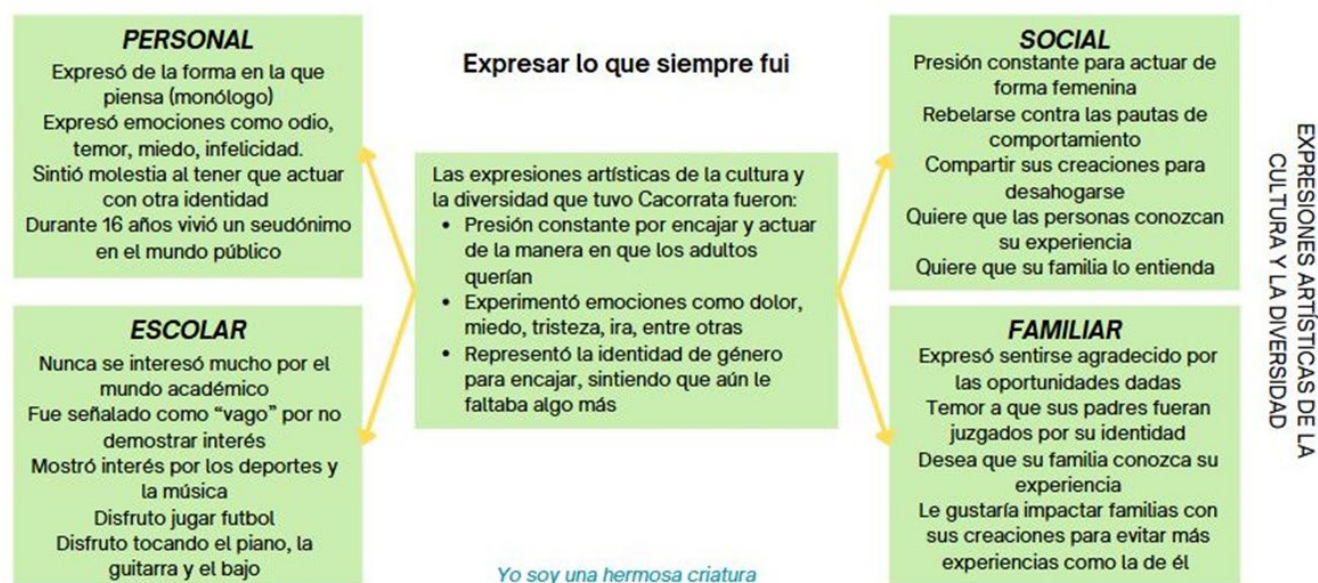 PERSONAL
Expresó de la forma en la que
piensa (monólogo)
Expresó emociones como odio,
temor, miedo, infelicidad.
Sintió molestia al tener que actuar
con otra identidad
Durante 16 años vivió un seudónimo
en el mundo público
ESCOLAR
Nunca se interesó mucho por el
mundo académico
Fue señalado como “vago” por no
demostrar interés
Mostró interés por los deportes y
la música
Disfruto jugar futbol
Disfruto tocando el piano, la
guitarra y el bajo
Expresar lo que siempre fui
Las expresiones artísticas de la cultura y
la diversidad que tuvo Cacorrata fueron:
• Presión constante por encajar y actuar
de la manera en que los adultos
querían
• Experimentó emociones como dolor,
miedo, tristeza, ira, entre otras
• Representó la identidad de género
para encajar, sintiendo que aún le
faltaba algo más
Yo soy una hermosa criatura
SOCIAL
Presión constante para actuar de
forma femenina
Rebelarse contra las pautas de
comportamiento
Compartir sus creaciones para
desahogarse
Quiere que las personas conozcan
su experiencia
Quiere que su familia lo entienda
FAMILIAR
Expresó sentirse agradecido por
las oportunidades dadas
Temor a que sus padres fueran
juzgados por su identidad
Desea que su familia conozca su
experiencia
Le gustaría impactar familias con
sus creaciones para evitar más
experiencias como la de él
EXPRESIONES ARTÍSTICAS DE LA
CULTURA Y LA DIVERSIDAD